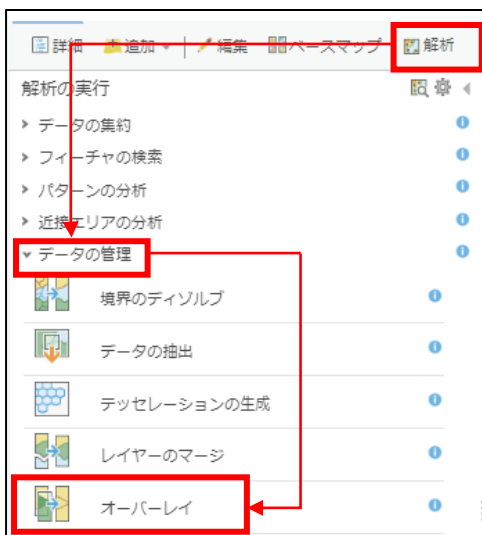 詳細 追加 編集 ベースマップ 解析
解析の実行
データの集約
フィーチャの検索
パターンの分析
近接エリアの分析
データの管理
境界のディゾルブ
データの抽出
テッセレーションの生成
レイヤーのマージ
オーバーレイ